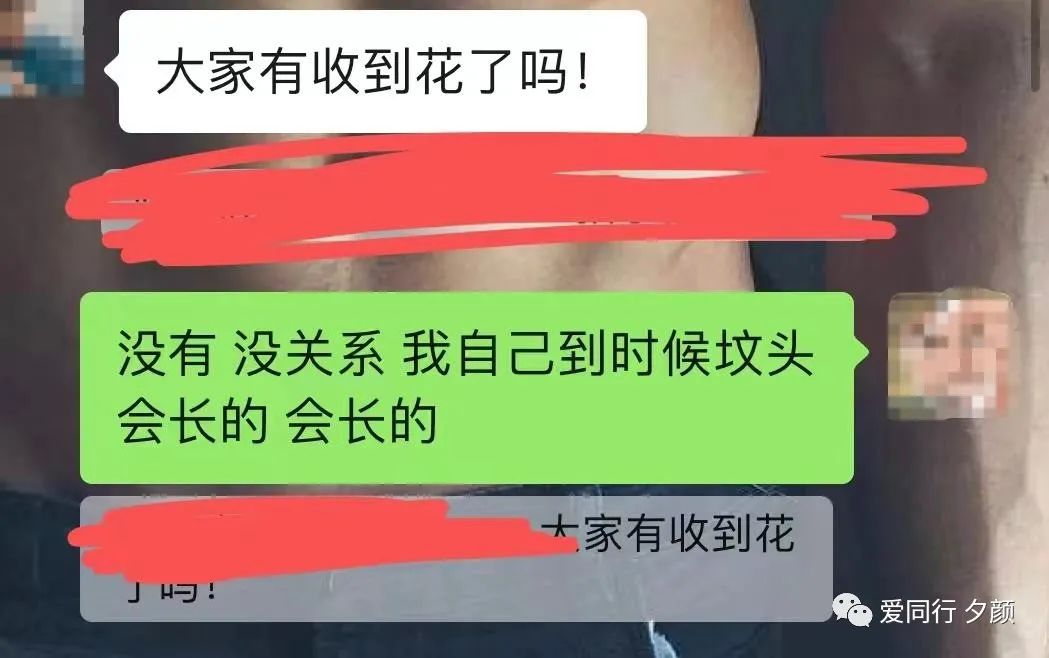 大家有收到花了吗！
没有 没关系 我自己到时候坟头
会长的 会长的
大家有收到花
了吗！
爱同行 夕颜